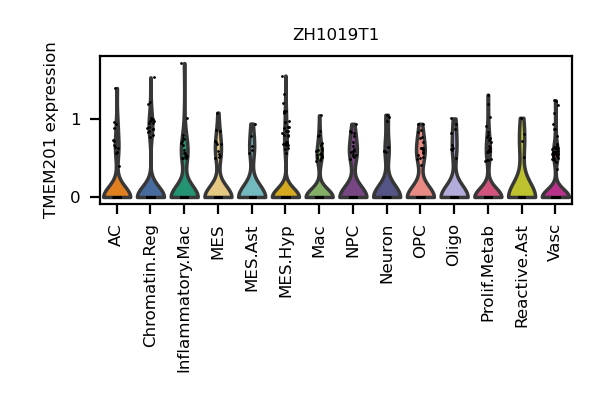 ZH1019T1
TMEM201 expression
1
0
AC
Chromatin.Reg
Inflammatory.Mac
MES
MES.Ast
MES.Hyp
Mac
NPC
Neuron
OPC
Oligo
Prolif.Metab
Reactive.Ast
Vasc